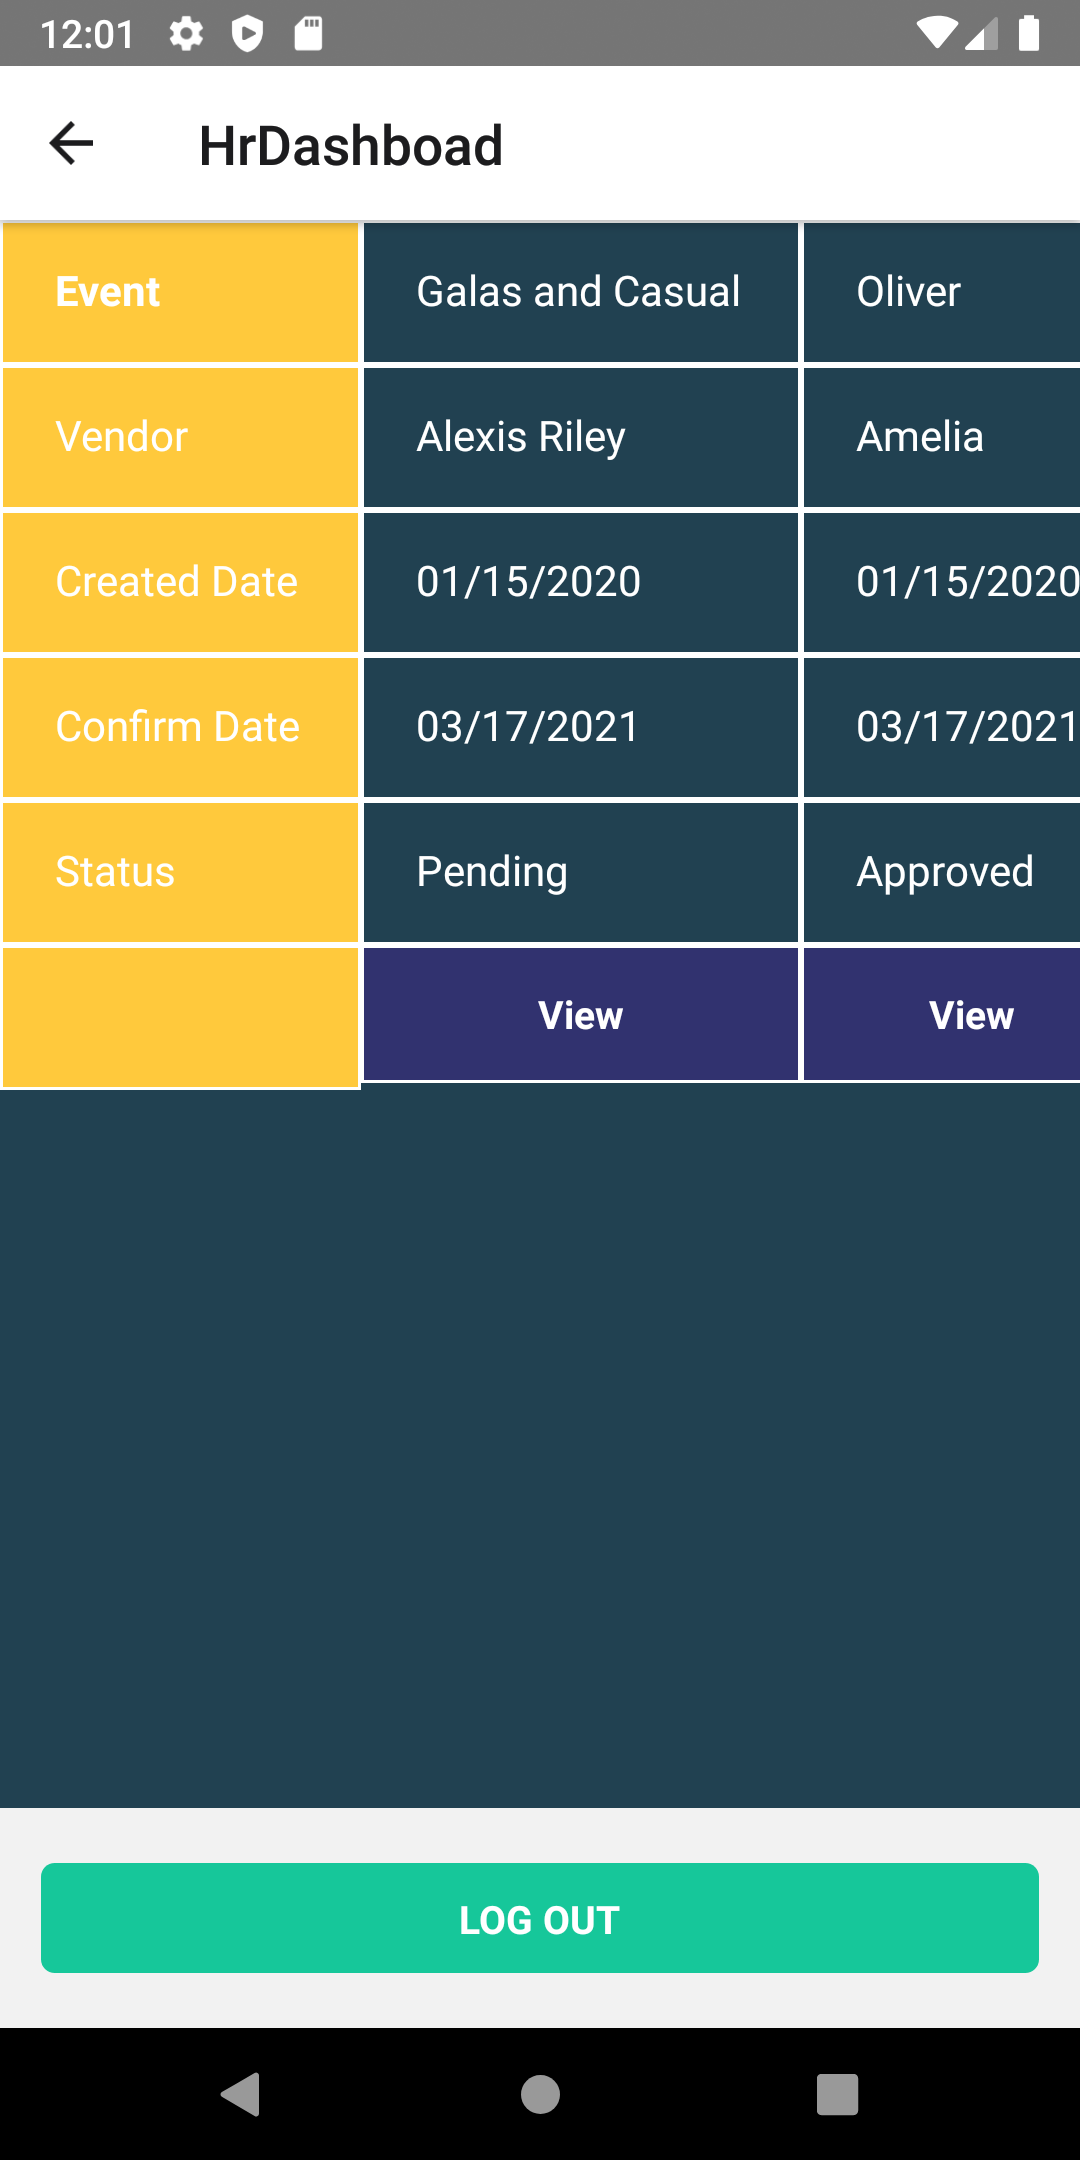 12:01
HrDashboad
Event Galas and Casual Oliver
Vendor Alexis Riley Amelia
Created Date 01/15/2020 01/15/2020
Confirm Date 03/17/2021 03/17/2021
Status Pending Approved
View View
LOG OUT